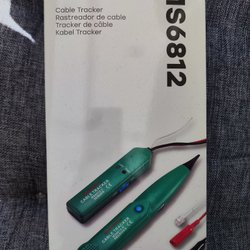 Cable Tracker
Rastreador de cable
Tracker de câble
Kabel Tracker
MS6812
CABLE TRACKER
CABLE TRACKER